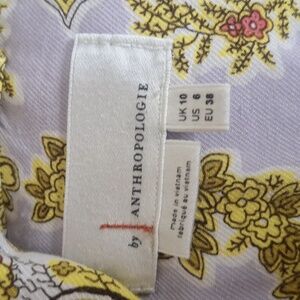 by ANTHROPOLOGIE
UK 10
US 6
EU 38
made in vietnam
fabriqué au vietnam